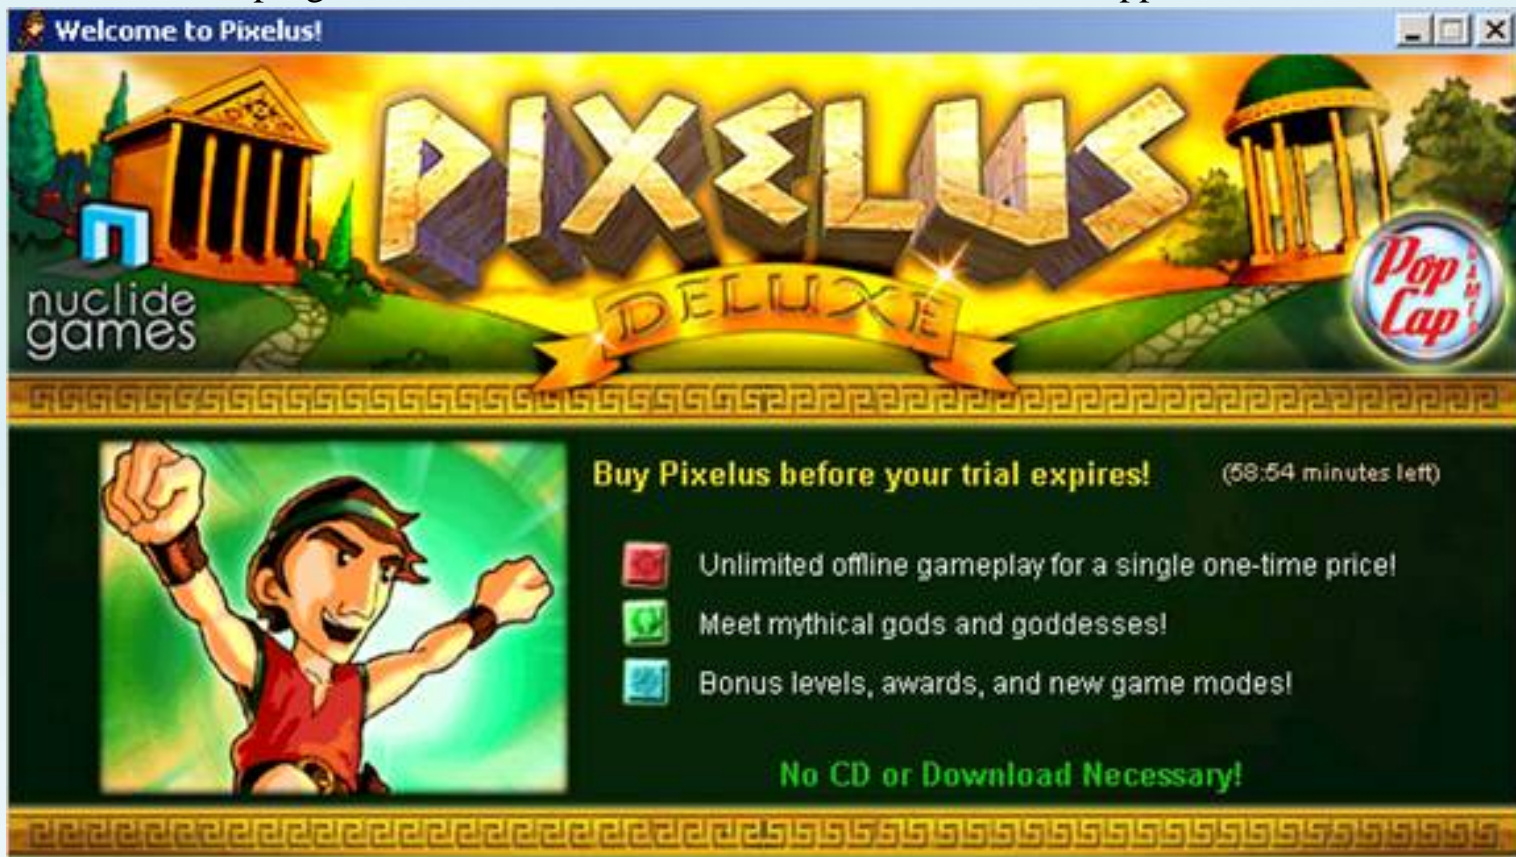 Welcome to Pixelus!
PIXELUS
DELUXE
nuclide
games
Pop
Cap
GAMES
Buy Pixelus before your trial expires! (58:54 minutes left)
Unlimited offline gameplay for a single one-time price!
Meet mythical gods and goddesses!
Bonus levels, awards, and new game modes!
No CD or Download Necessary!